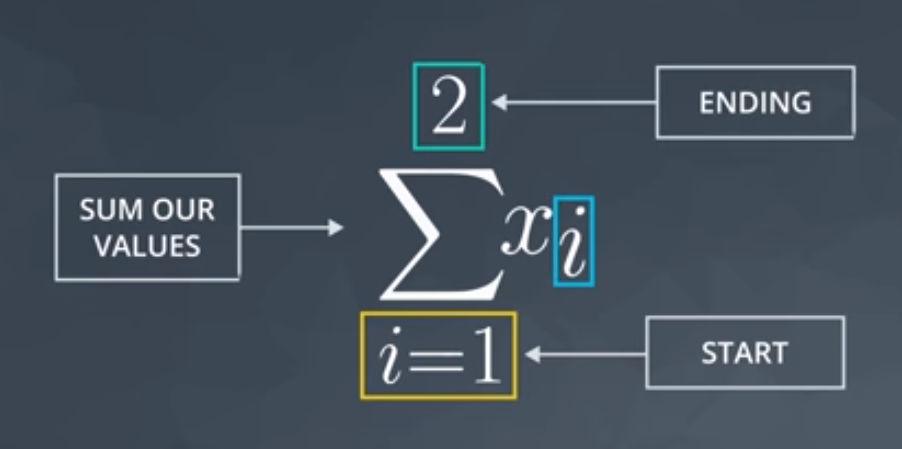 2
ENDING
SUM OUR
VALUES
∑ xᵢ
i=1
START